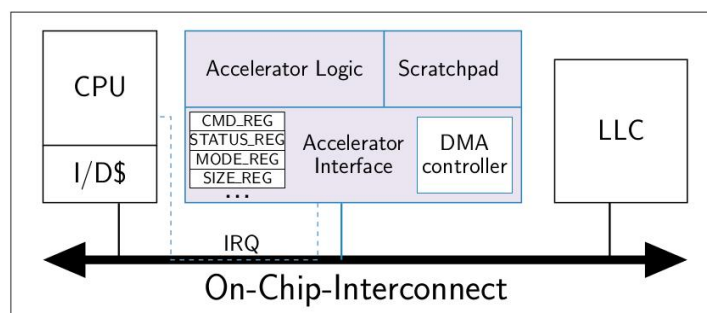 CPU
I/D$
Accelerator Logic
Scratchpad
CMD_REG
STATUS_REG
MODE_REG
SIZE_REG
...
Accelerator
Interface
DMA
controller
LLC
IRQ
On-Chip-Interconnect